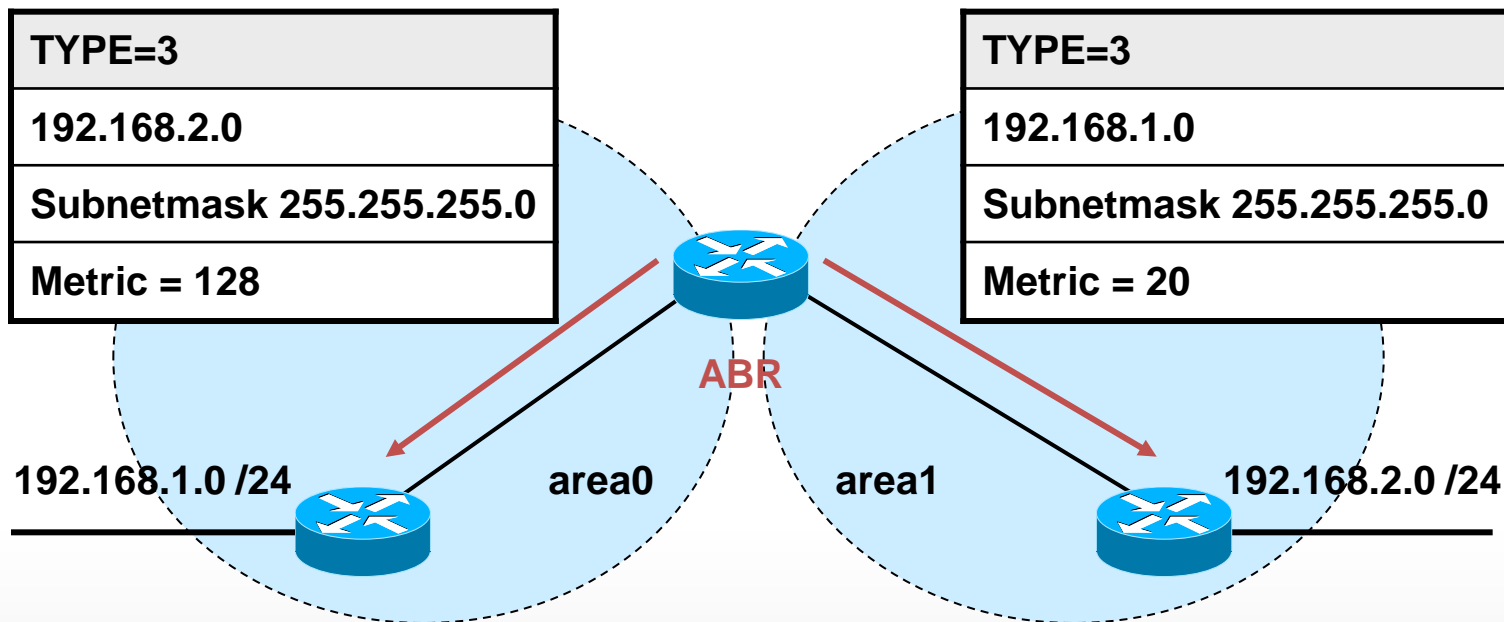 TYPE=3
192.168.2.0
Subnetmask 255.255.255.0
Metric = 128
TYPE=3
192.168.1.0
Subnetmask 255.255.255.0
Metric = 20
ABR
192.168.1.0 /24
area0
area1
192.168.2.0 /24